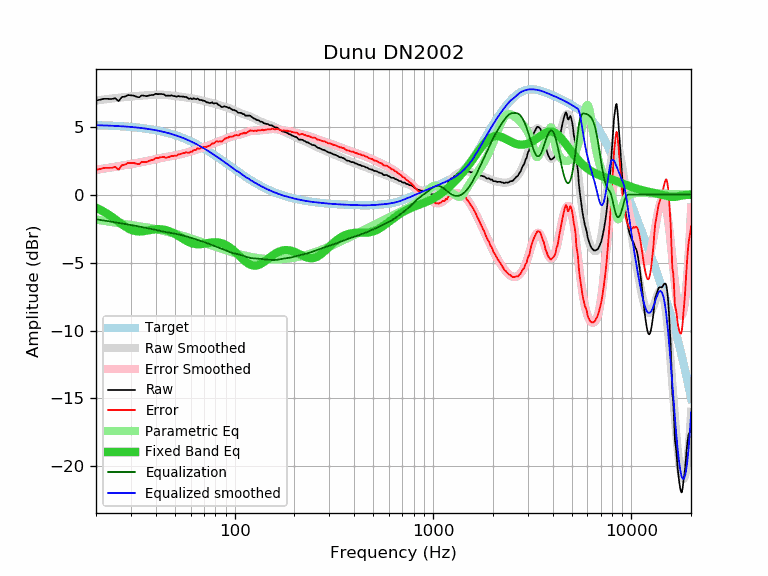 Dunu DN2002
Amplitude (dBr)
5
0
−5
−10
−15
−20
Target
Raw Smoothed
Error Smoothed
Raw
Error
Parametric Eq
Fixed Band Eq
Equalization
Equalized smoothed
100 1000 10000
Frequency (Hz)